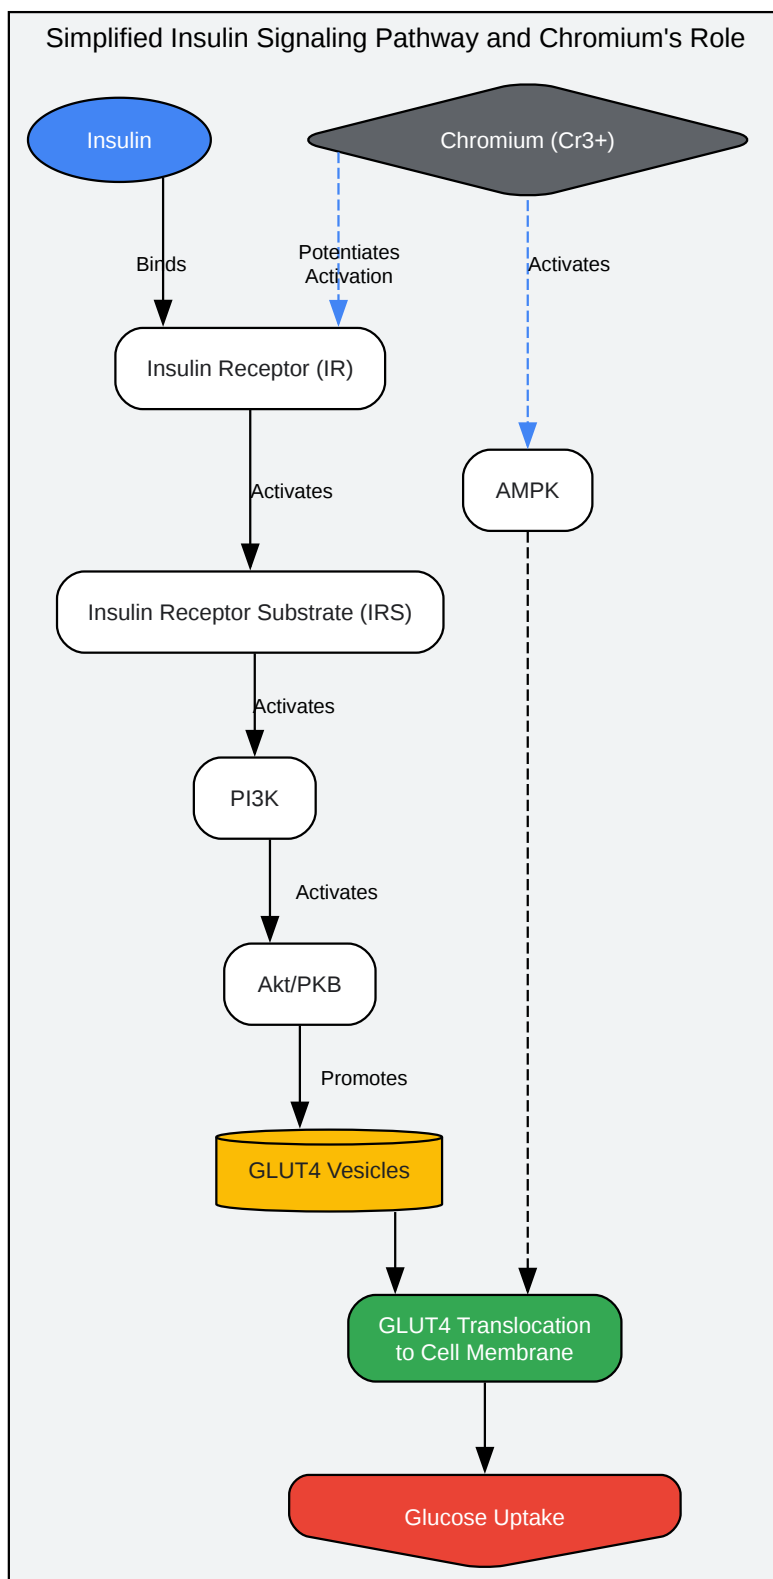 Simplified Insulin Signaling Pathway and Chromium's Role
Insulin
Chromium (Cr3+)
Binds
Potentiates
Activation
Activates
Insulin Receptor (IR)
Activates
AMPK
Insulin Receptor Substrate (IRS)
Activates
PI3K
Activates
Akt/PKB
Promotes
GLUT4 Vesicles
GLUT4 Translocation
to Cell Membrane
Glucose Uptake